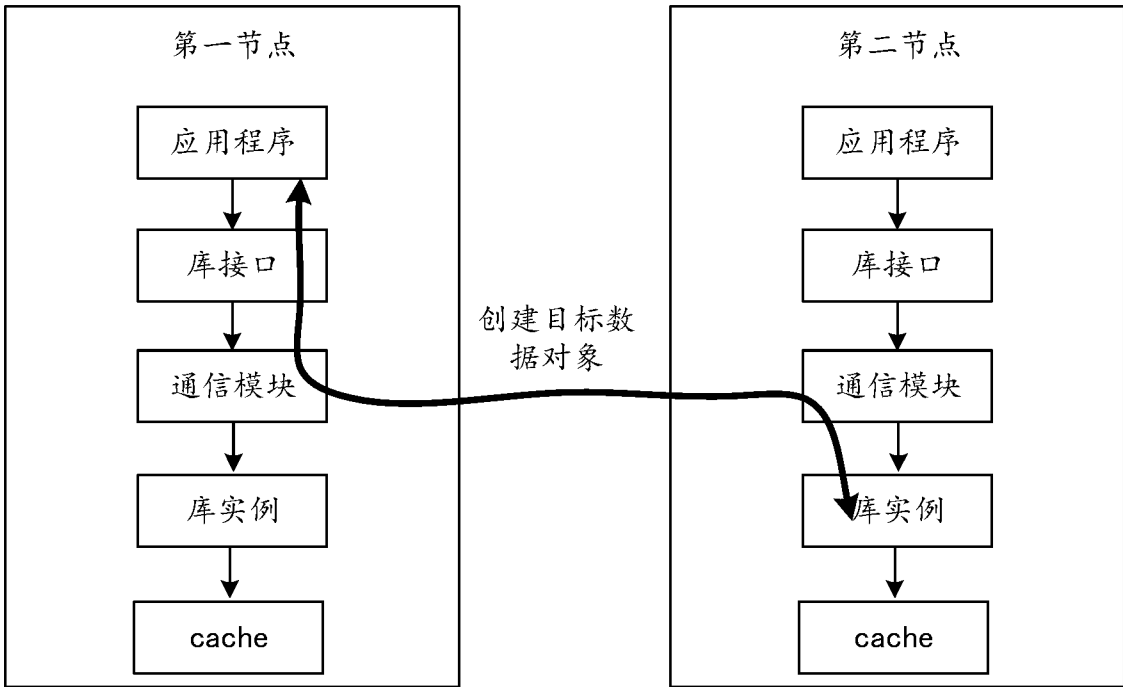 第一节点
应用程序
库接口
通信模块
库实例
cache
创建目标数
据对象
第二节点
应用程序
库接口
通信模块
库实例
cache